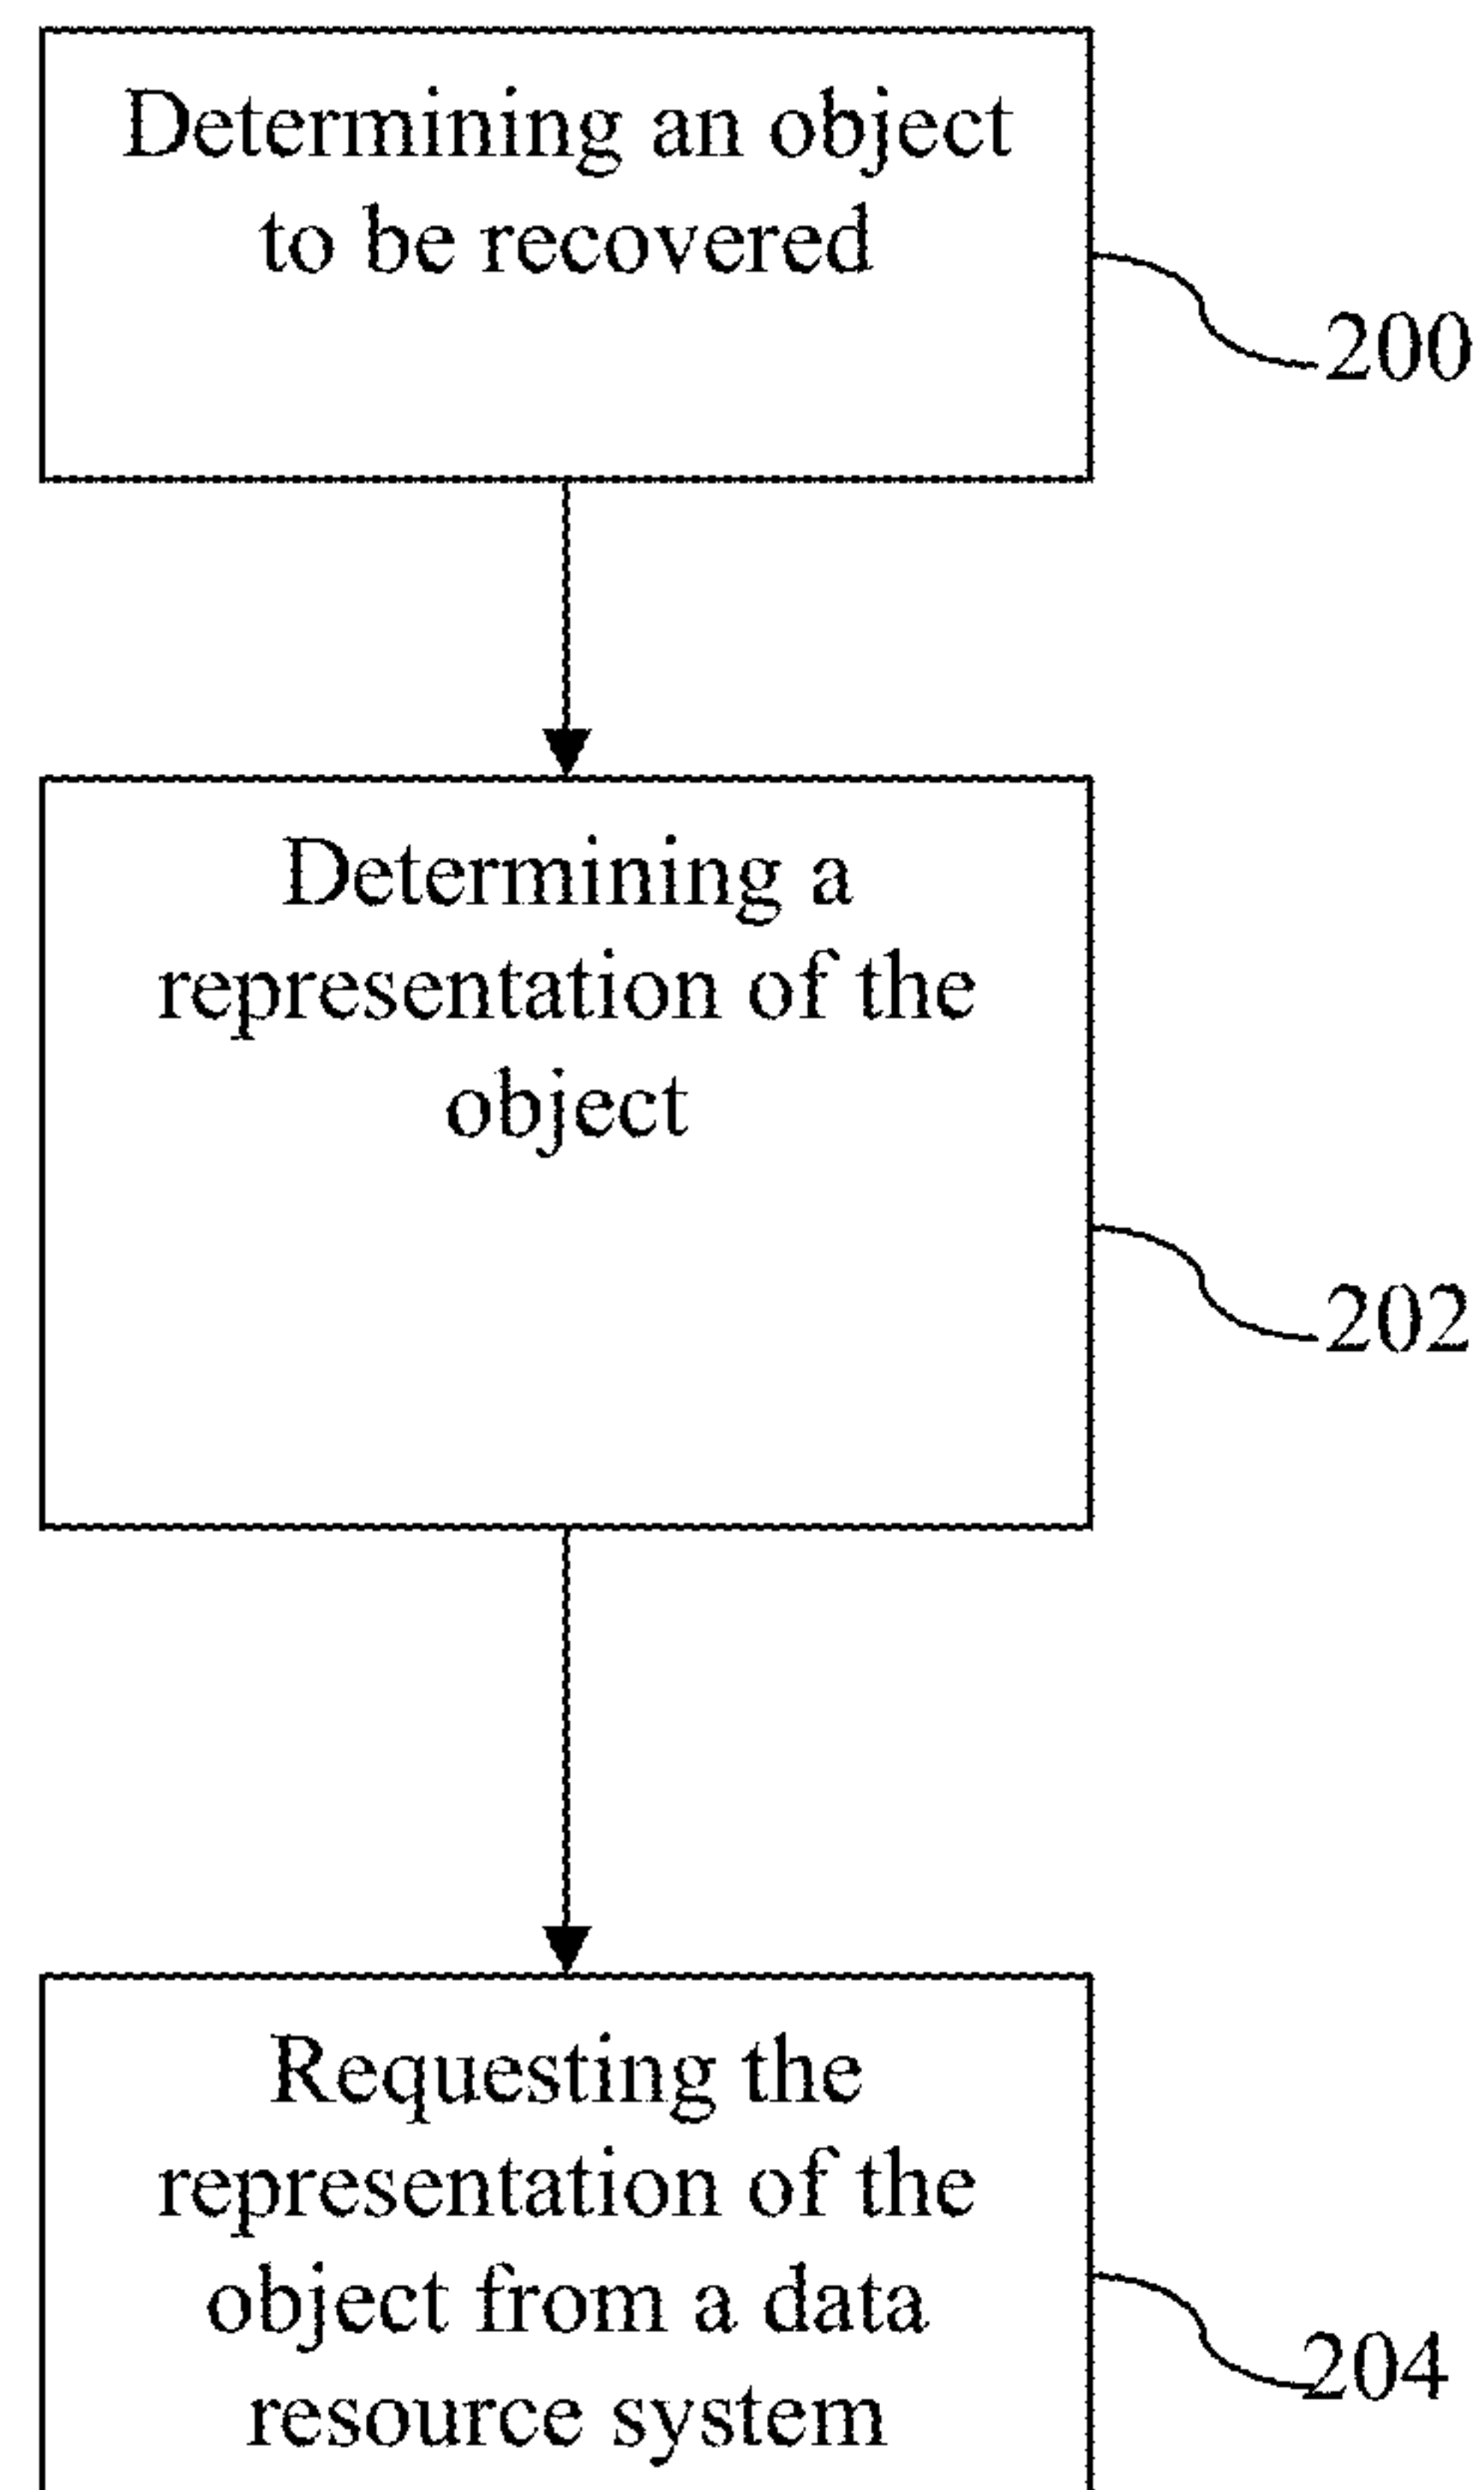 Determining an object
to be recovered
200
Determining a
representation of the
object
202
Requesting the
representation of the
object from a data
resource system
204